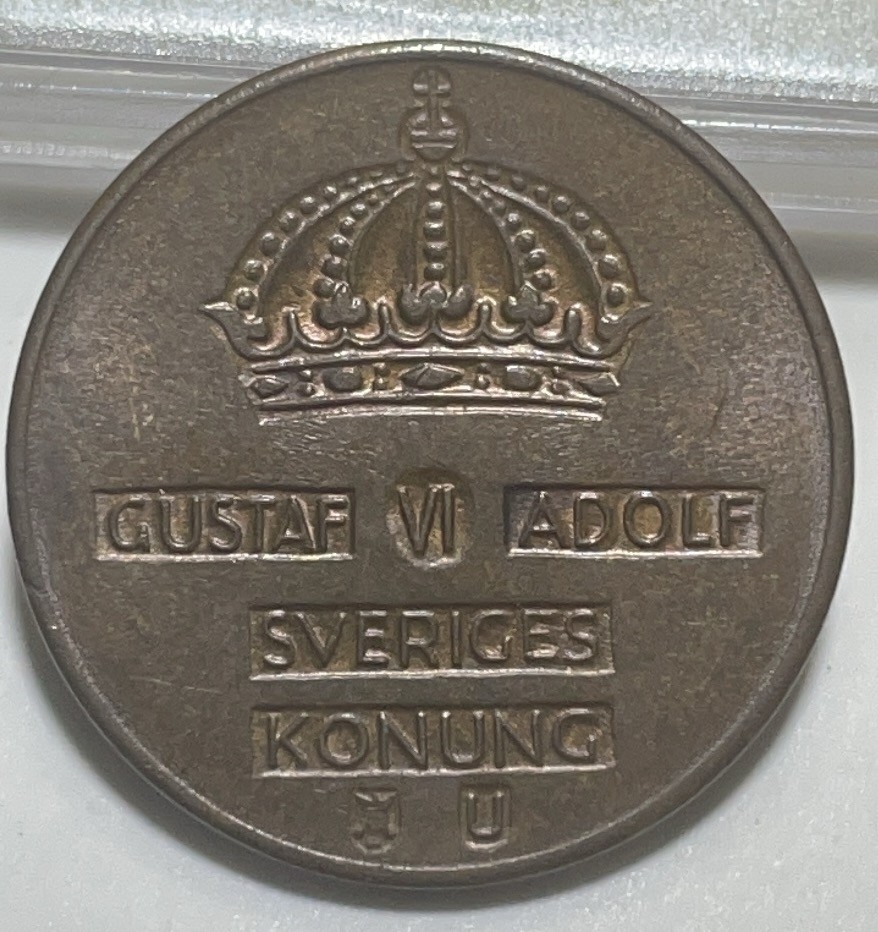 GUSTAF VI ADOLF
SVERIGES
KONUNG
U